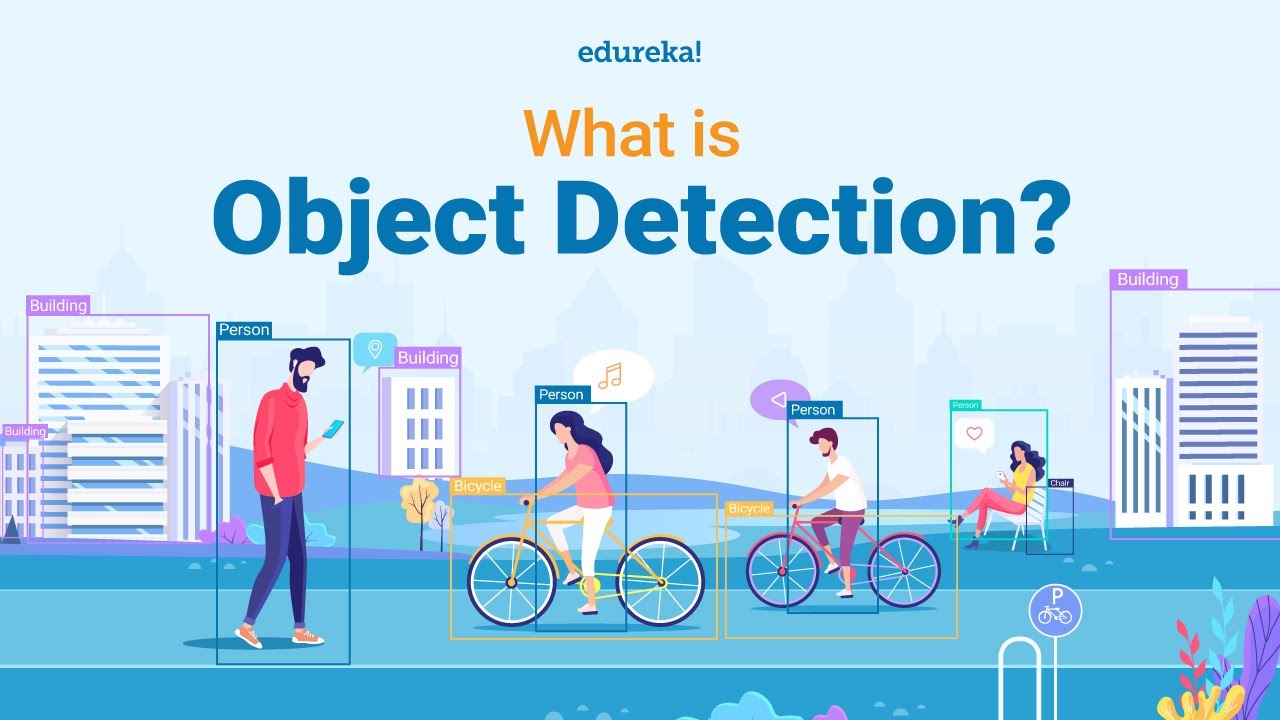 edureka!
What is
Object Detection?
Building
Building
Person
Building
Person
Person
Person
Building
Bicycle
Bicycle
Chair
P